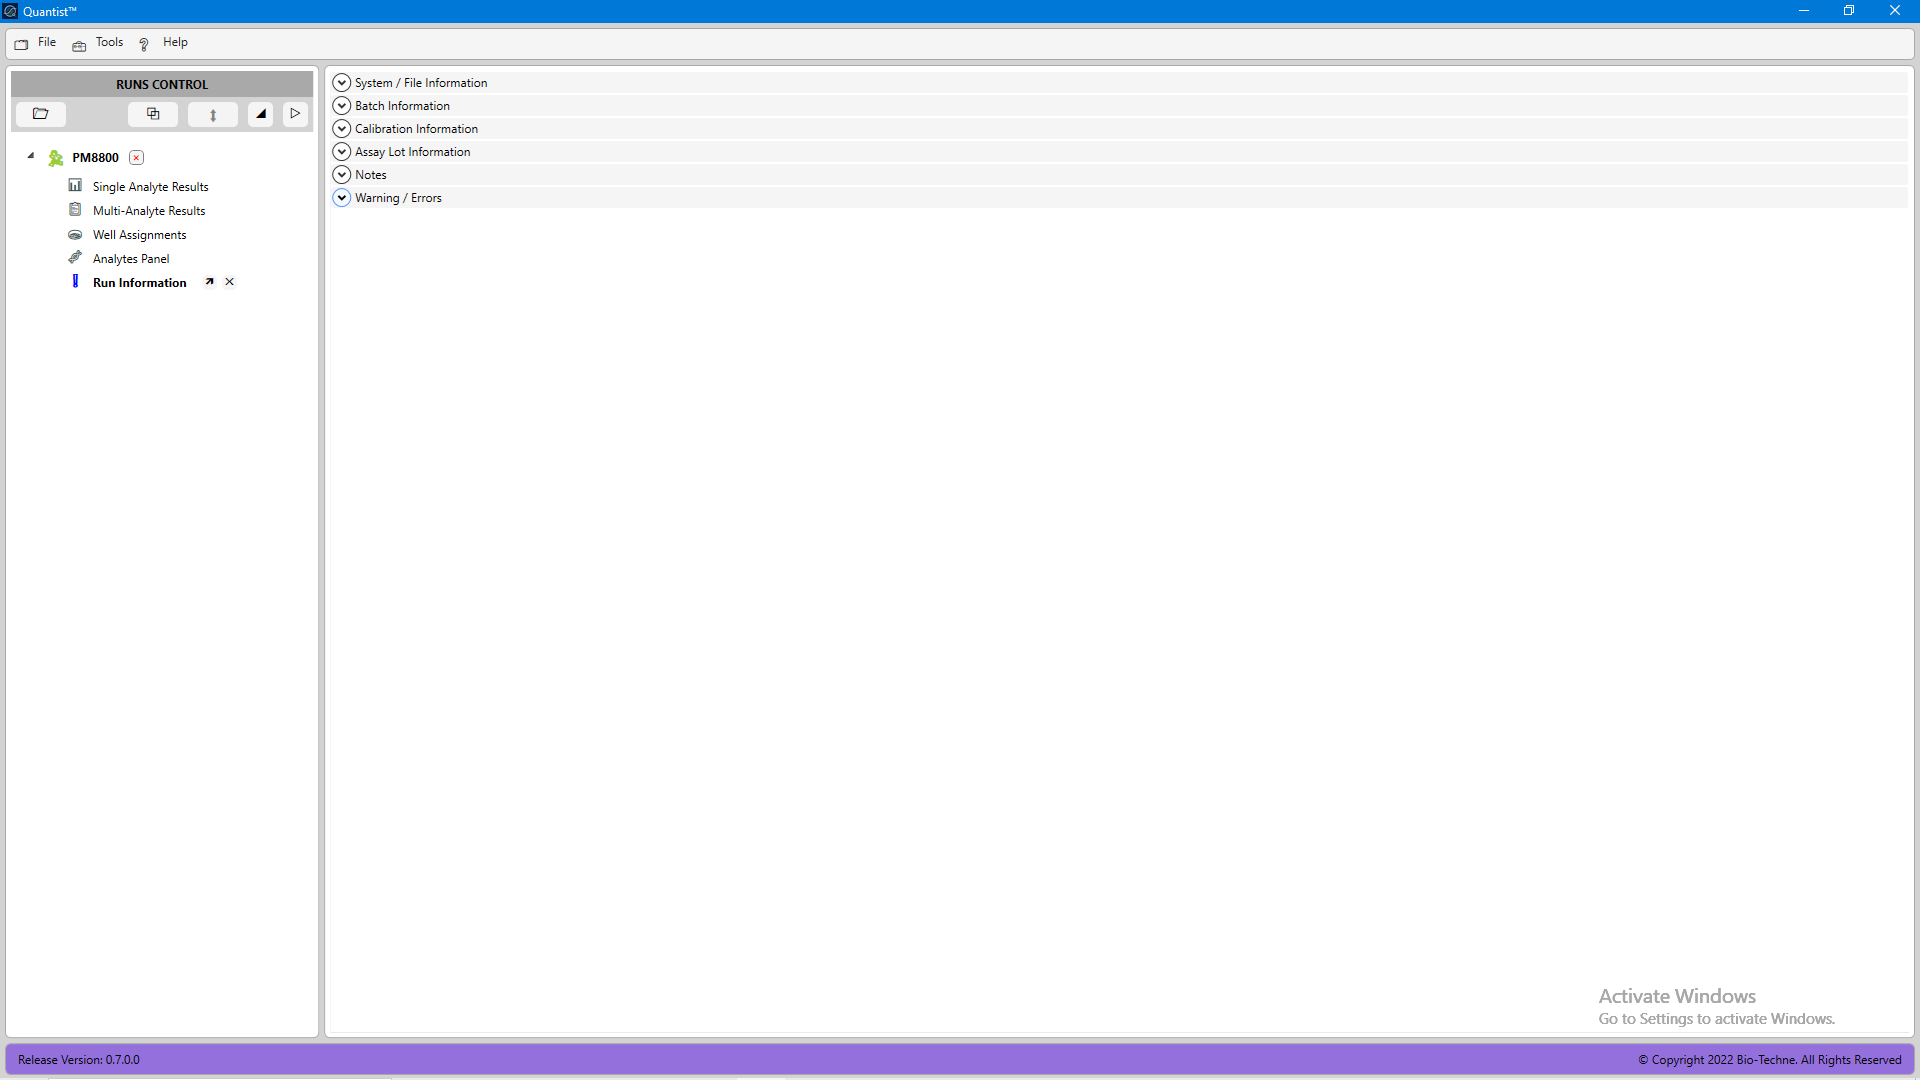 Quantist™
File Tools Help
RUNS CONTROL
PM8800
Single Analyte Results
Multi-Analyte Results
Well Assignments
Analytes Panel
Run Information
System / File Information
Batch Information
Calibration Information
Assay Lot Information
Notes
Warning / Errors
Activate Windows
Go to Settings to activate Windows.
Release Version: 0.7.0.0
© Copyright 2022 Bio-Techne. All Rights Reserved